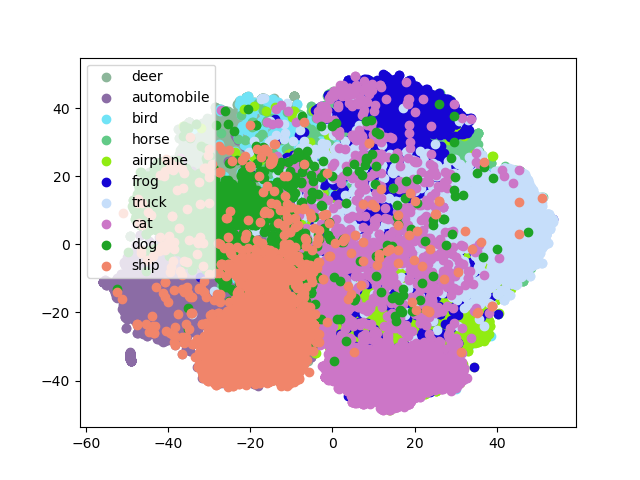 deer
automobile
bird
horse
airplane
frog
truck
cat
dog
ship
40
20
0
−20
−40
−60
−40
−20
0
20
40